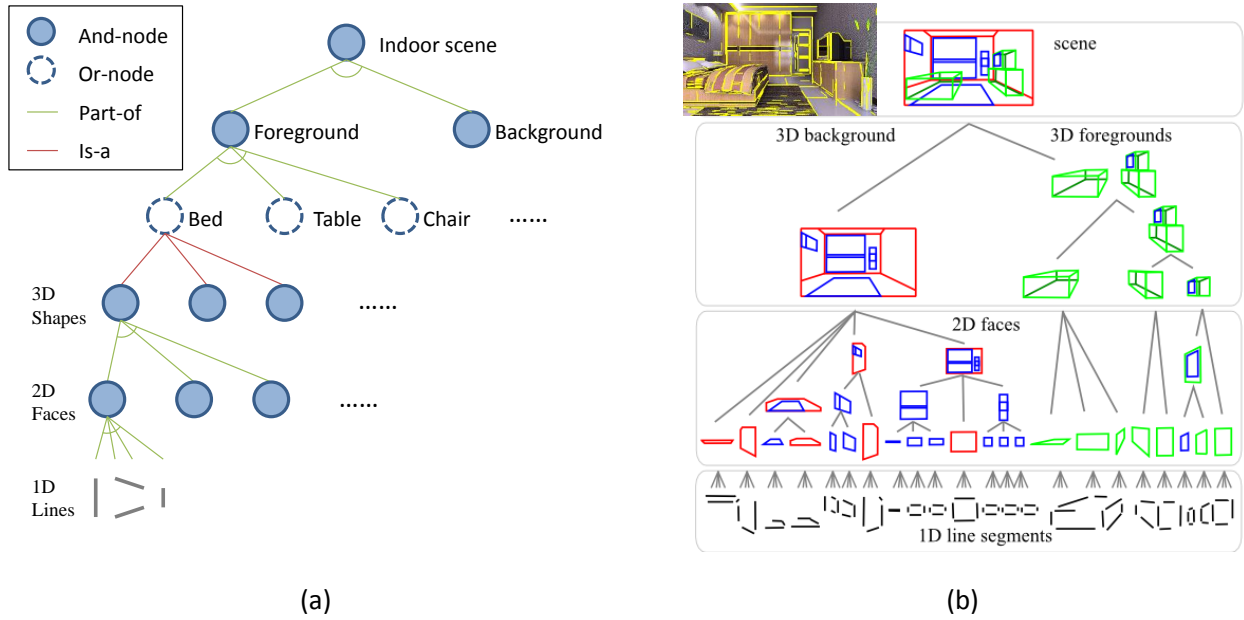 And-node
Or-node
Part-of
Is-a
Indoor scene
Foreground
Background
Bed
Table
Chair
......
3D
Shapes
......
2D
Faces
......
1D
Lines
(a)
scene
3D background
3D foregrounds
2D faces
1D line segments
(b)